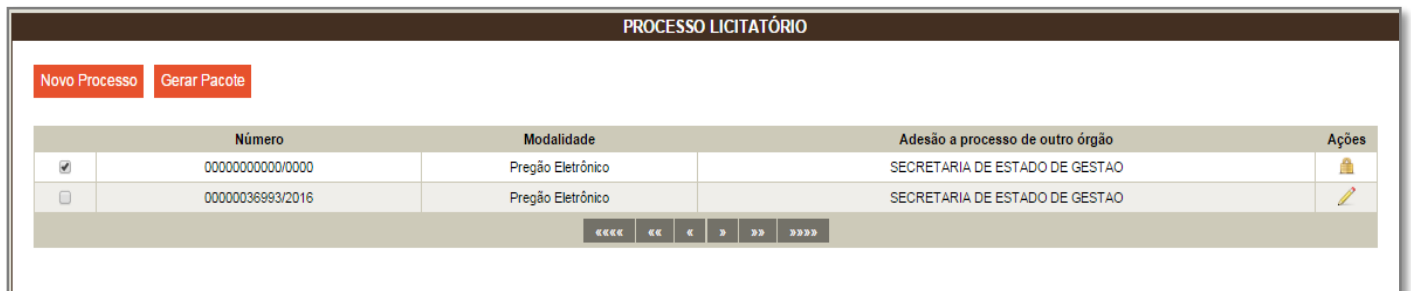 PROCESSO LICITATÓRIO
Novo Processo Gerar Pacote
Número Modalidade Adesão a processo de outro órgão Ações
00000000000/0000 Pregão Eletrônico SECRETARIA DE ESTADO DE GESTAO
00000036993/2016 Pregão Eletrônico SECRETARIA DE ESTADO DE GESTAO
«««« «« « » »» »»»»